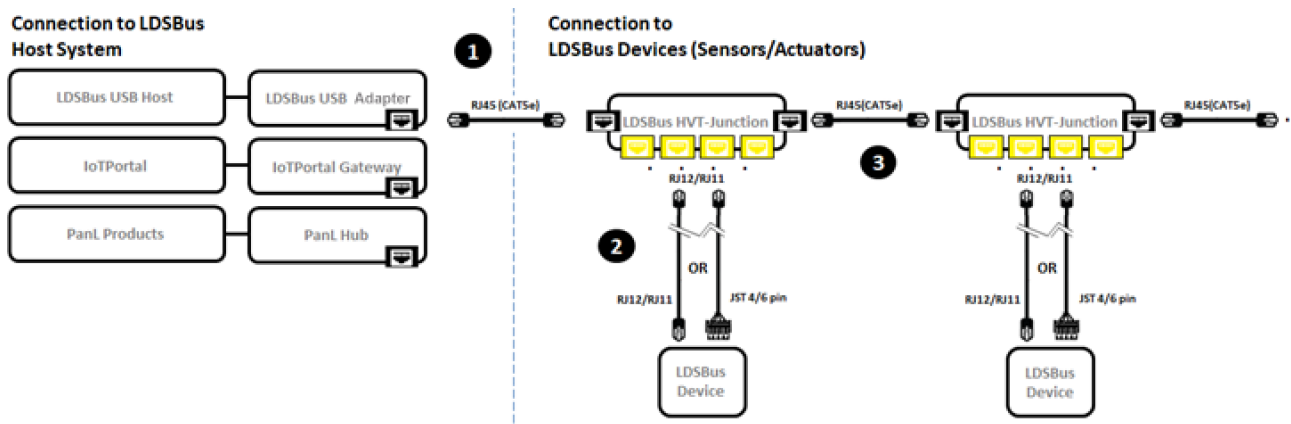 Connection to LDSBus
Host System
Connection to
LDSBus Devices (Sensors/Actuators)
1
LDSBus USB Host
LDSBus USB Adapter
IoTPortal
IoTPortal Gateway
PanL Products
PanL Hub
RJ45 (CAT5e)
LDSBus HVT-Junction
RJ45(CAT5e)
LDSBus HVT-Junction
RJ45(CAT5e)
3
RJ12/RJ11
2
OR
RJ12/RJ11
JST 4/6 pin
LDSBus
Device
RJ12/RJ11
OR
RJ12/RJ11
JST 4/6 pin
LDSBus
Device